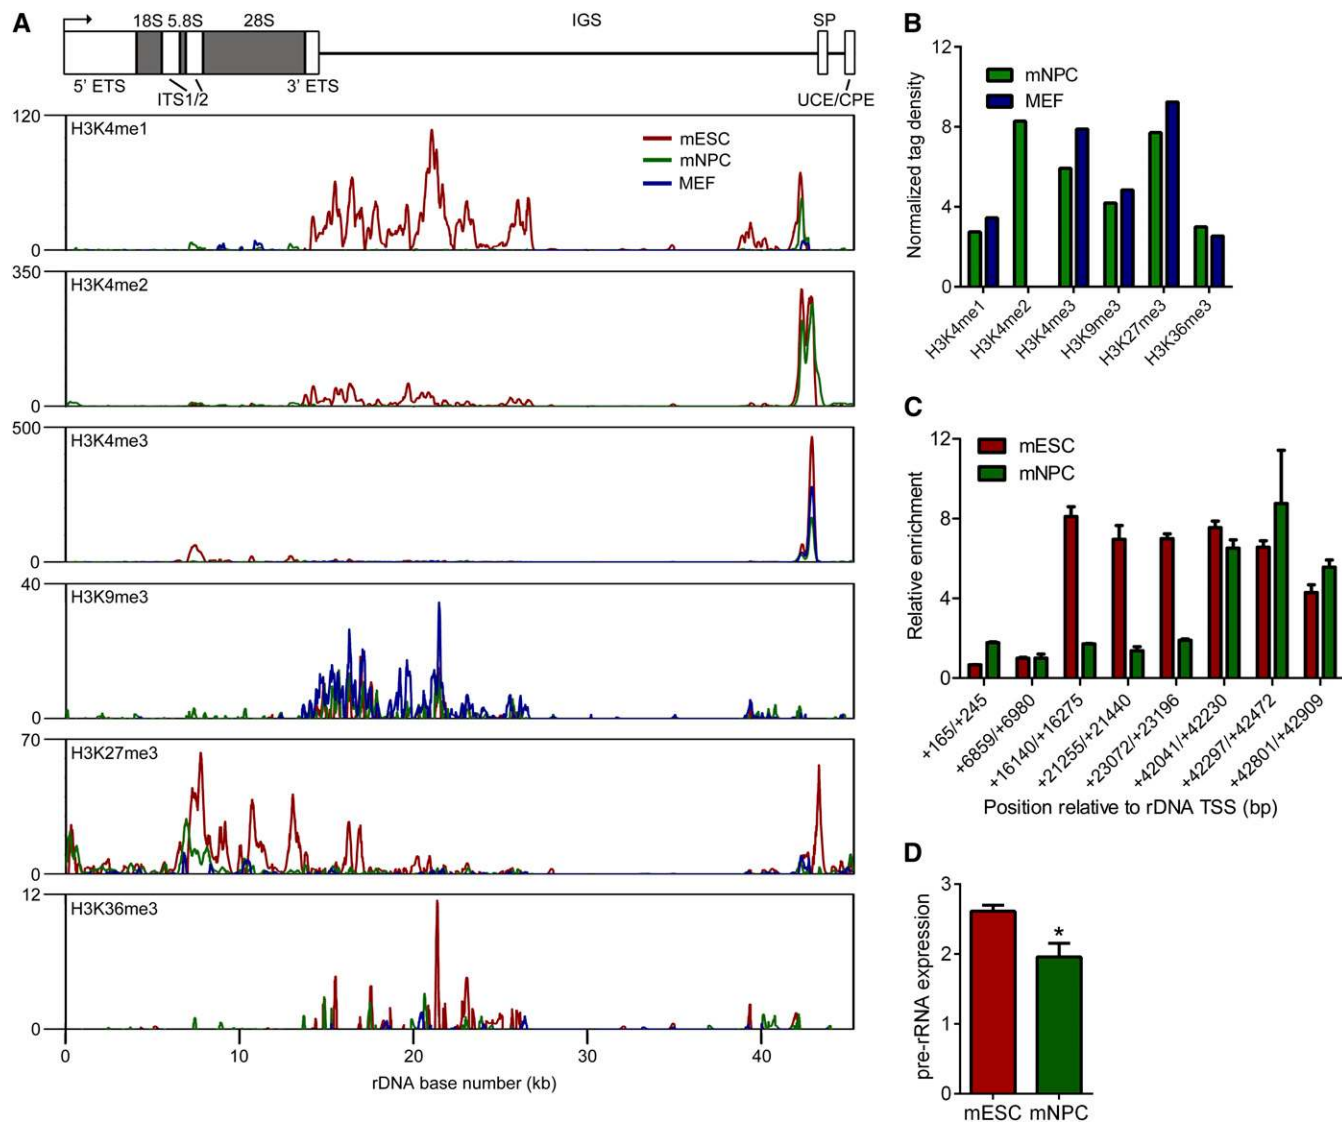 A
18S 5.8S 28S IGS SP
5' ETS 3' ETS
ITS1/2 UCE/CPE
120
H3K4me1
mESC
mNPC
MEF
0
350
H3K4me2
0
500
H3K4me3
0
40
H3K9me3
0
70
H3K27me3
0
12
H3K36me3
0
0 10 20 30 40
rDNA base number (kb)
B
12
8
4
0
Normalized tag density
mNPC
MEF
H3K4me1
H3K4me2
H3K4me3
H3K9me3
H3K27me3
H3K36me3
C
12
8
4
0
Relative enrichment
mESC
mNPC
+165/+245
+6859/+6980
+16140/+16275
+21255/+21440
+23072/+23196
+42041/+42230
+42297/+42472
+42801/+42909
Position relative to rDNA TSS (bp)
D
3
2
1
0
pre-rRNA expression
*
mESC mNPC